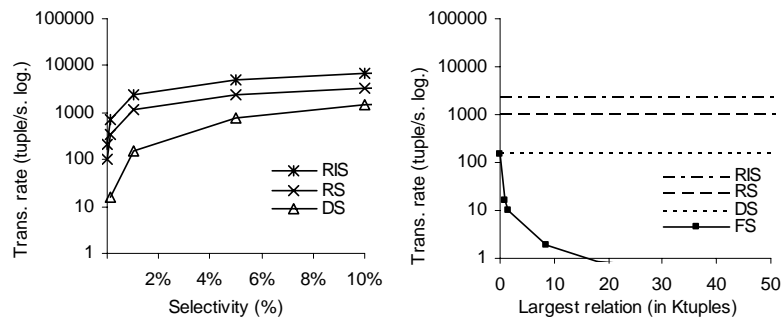 100000
10000
1000
100
10
1
Trans. rate (tuple/s. log.)
RIS
RS
DS
2% 4% 6% 8% 10%
Selectivity (%)
100000
10000
1000
100
10
1
Trans. rate (tuple/s. log.)
RIS
RS
DS
FS
0 10 20 30 40 50
Largest relation (in Ktuples)